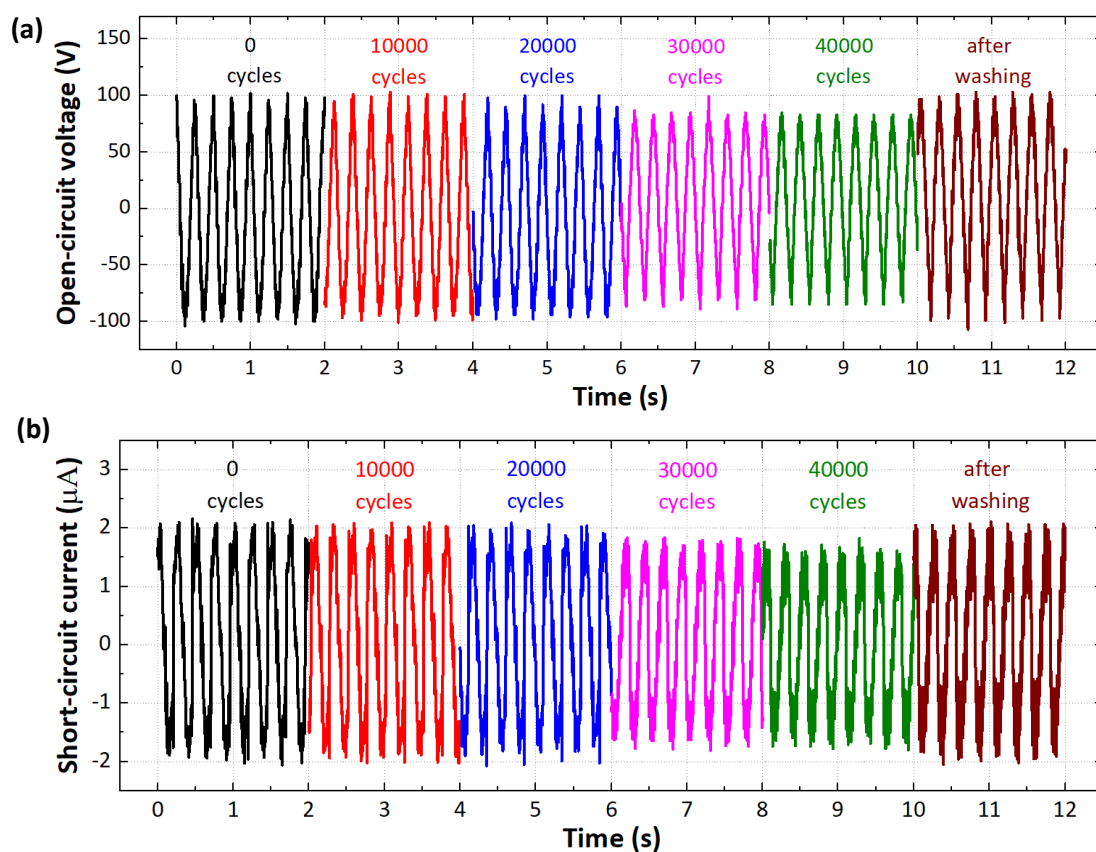 (a)
Open-circuit voltage (V)
150
100
50
0
-50
-100
0 10000 20000 30000 40000 after
cycles cycles cycles cycles cycles washing
0 1 2 3 4 5 6 7 8 9 10 11 12
Time (s)
(b)
Short-circuit current (μA)
3
2
1
0
-1
-2
0 10000 20000 30000 40000 after
cycles cycles cycles cycles cycles washing
0 1 2 3 4 5 6 7 8 9 10 11 12
Time (s)